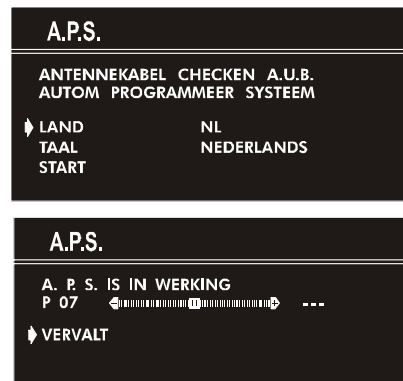 A.P.S.
ANTENNEKABEL CHECKEN A.U.B.
AUTOM PROGRAMMEER SYSTEEM
LAND NL
TAAL NEDERLANDS
START
A.P.S.
A. P. S. IS IN WERKING
P 07 - + ---
VERVALT